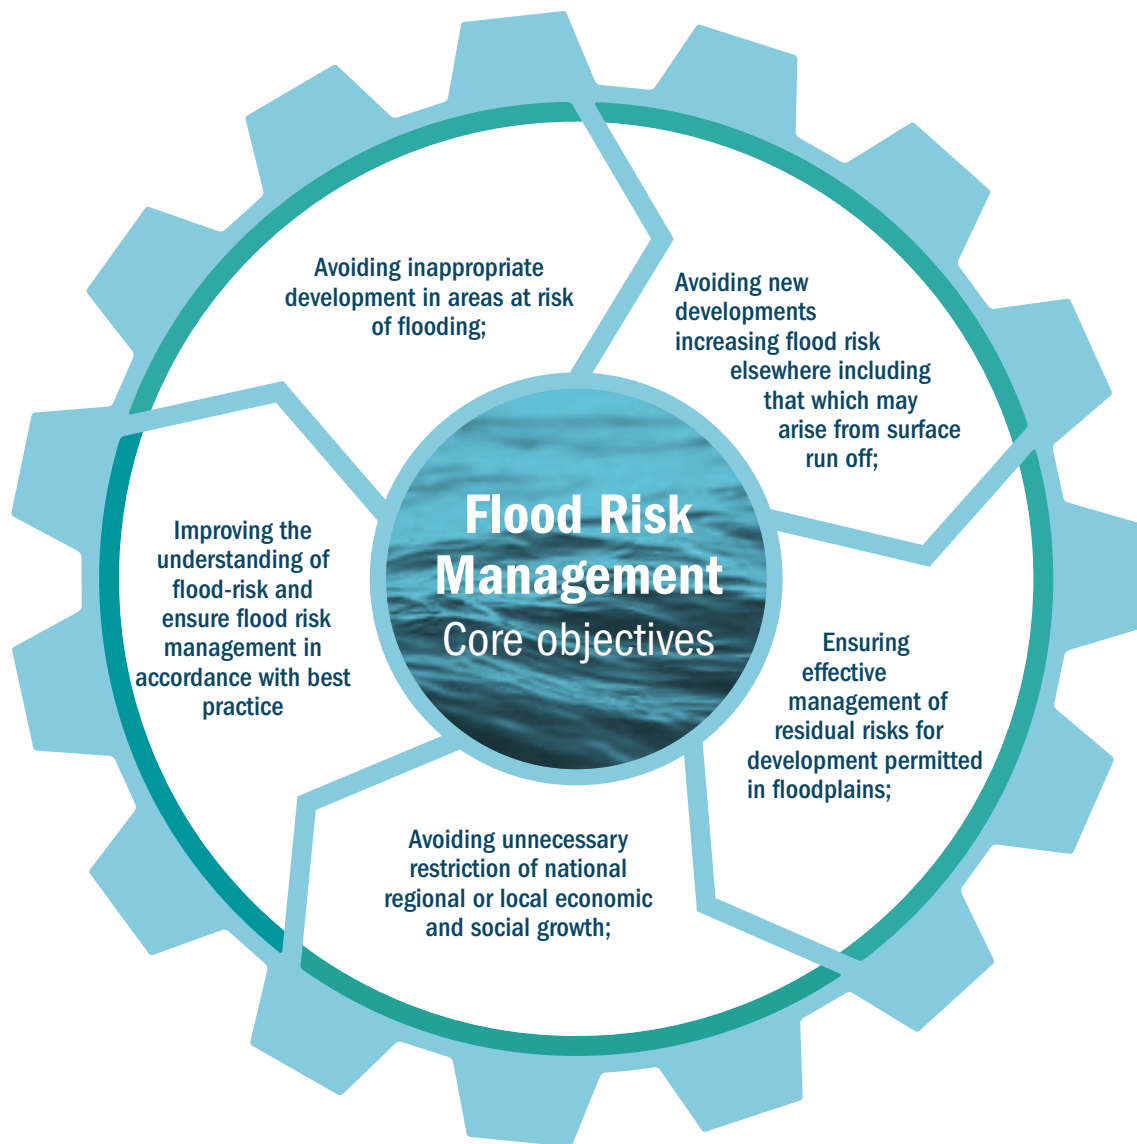 Flood Risk
Management
Core objectives
Avoiding inappropriate
development in areas at risk
of flooding;
Avoiding new
developments
increasing flood risk
elsewhere including
that which may
arise from surface
run off;
Ensuring
effective
management of
residual risks for
development permitted
in floodplains;
Avoiding unnecessary
restriction of national
regional or local economic
and social growth;
Improving the
understanding of
flood-risk and
ensure flood risk
management in
accordance with best
practice